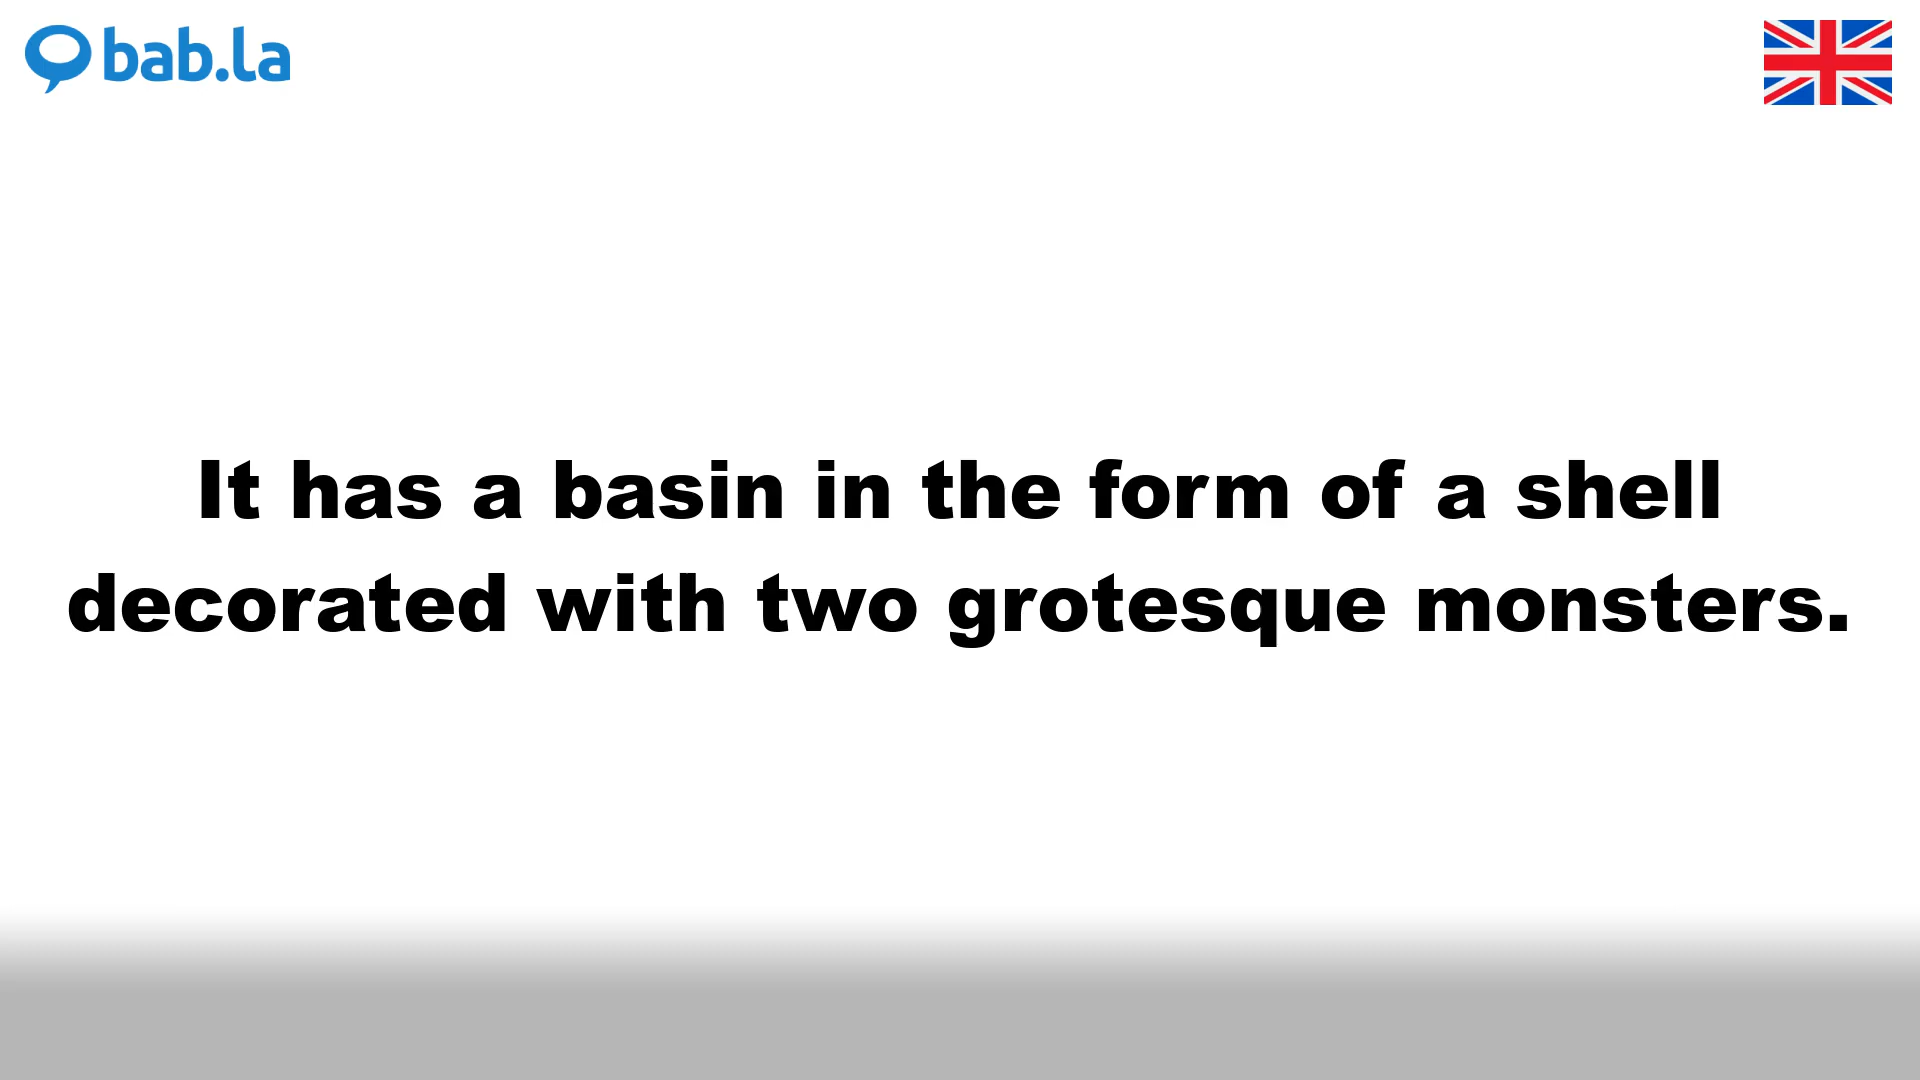 bab.la
It has a basin in the form of a shell
decorated with two grotesque monsters.